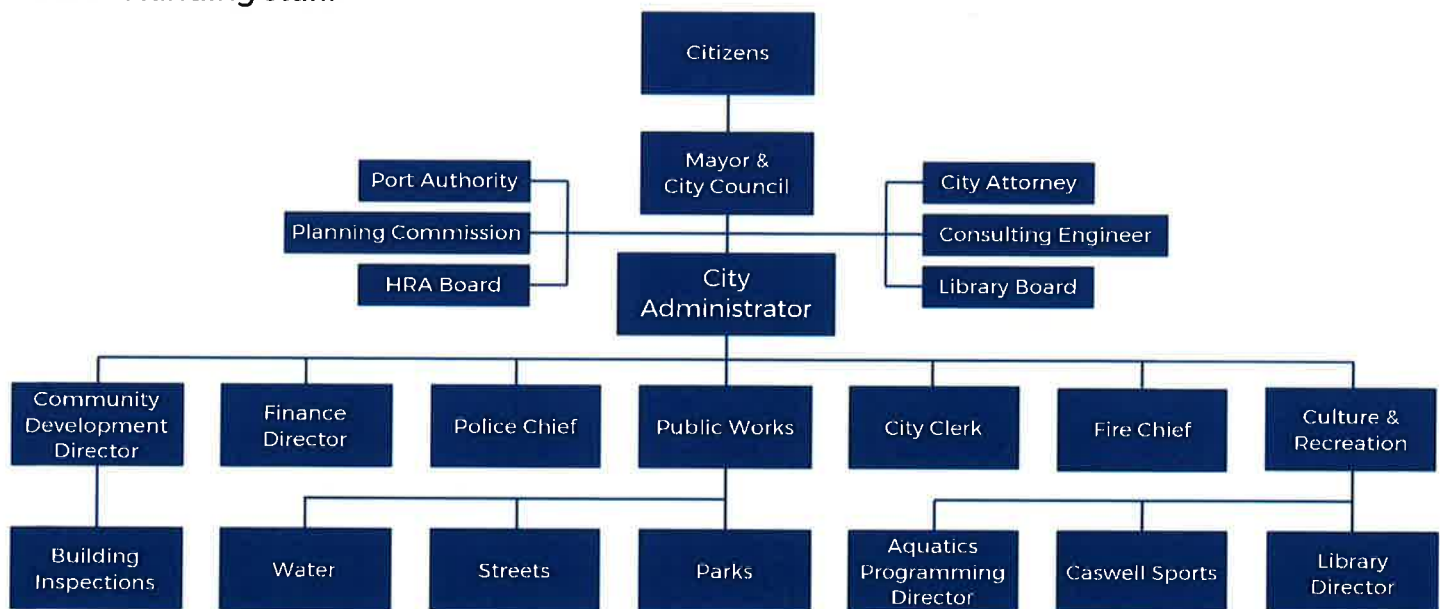 Citizens
Mayor &
City Council
Port Authority
City Attorney
Planning Commission
Consulting Engineer
HRA Board
Library Board
City
Administrator
Community
Development
Director
Finance
Director
Police Chief
Public Works
City Clerk
Fire Chief
Culture &
Recreation
Building
Inspections
Water
Streets
Parks
Aquatics
Programming
Director
Caswell Sports
Library
Director